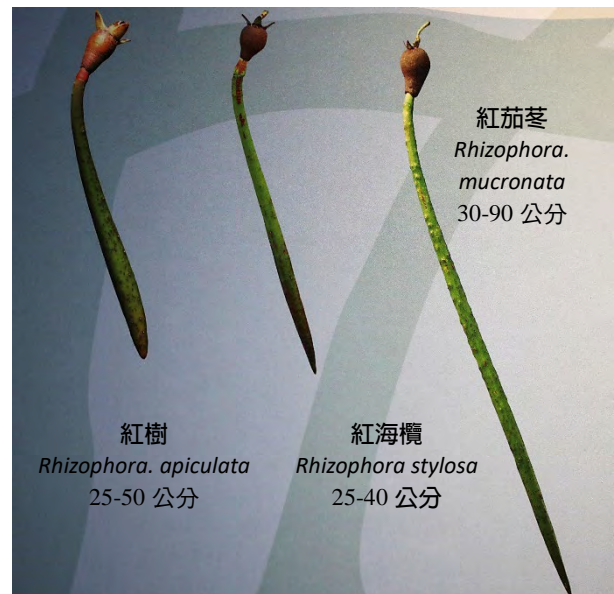 紅茄苳
Rhizophora.
mucronata
30-90 公分
紅樹
Rhizophora. apiculata
25-50 公分
紅海欖
Rhizophora stylosa
25-40 公分